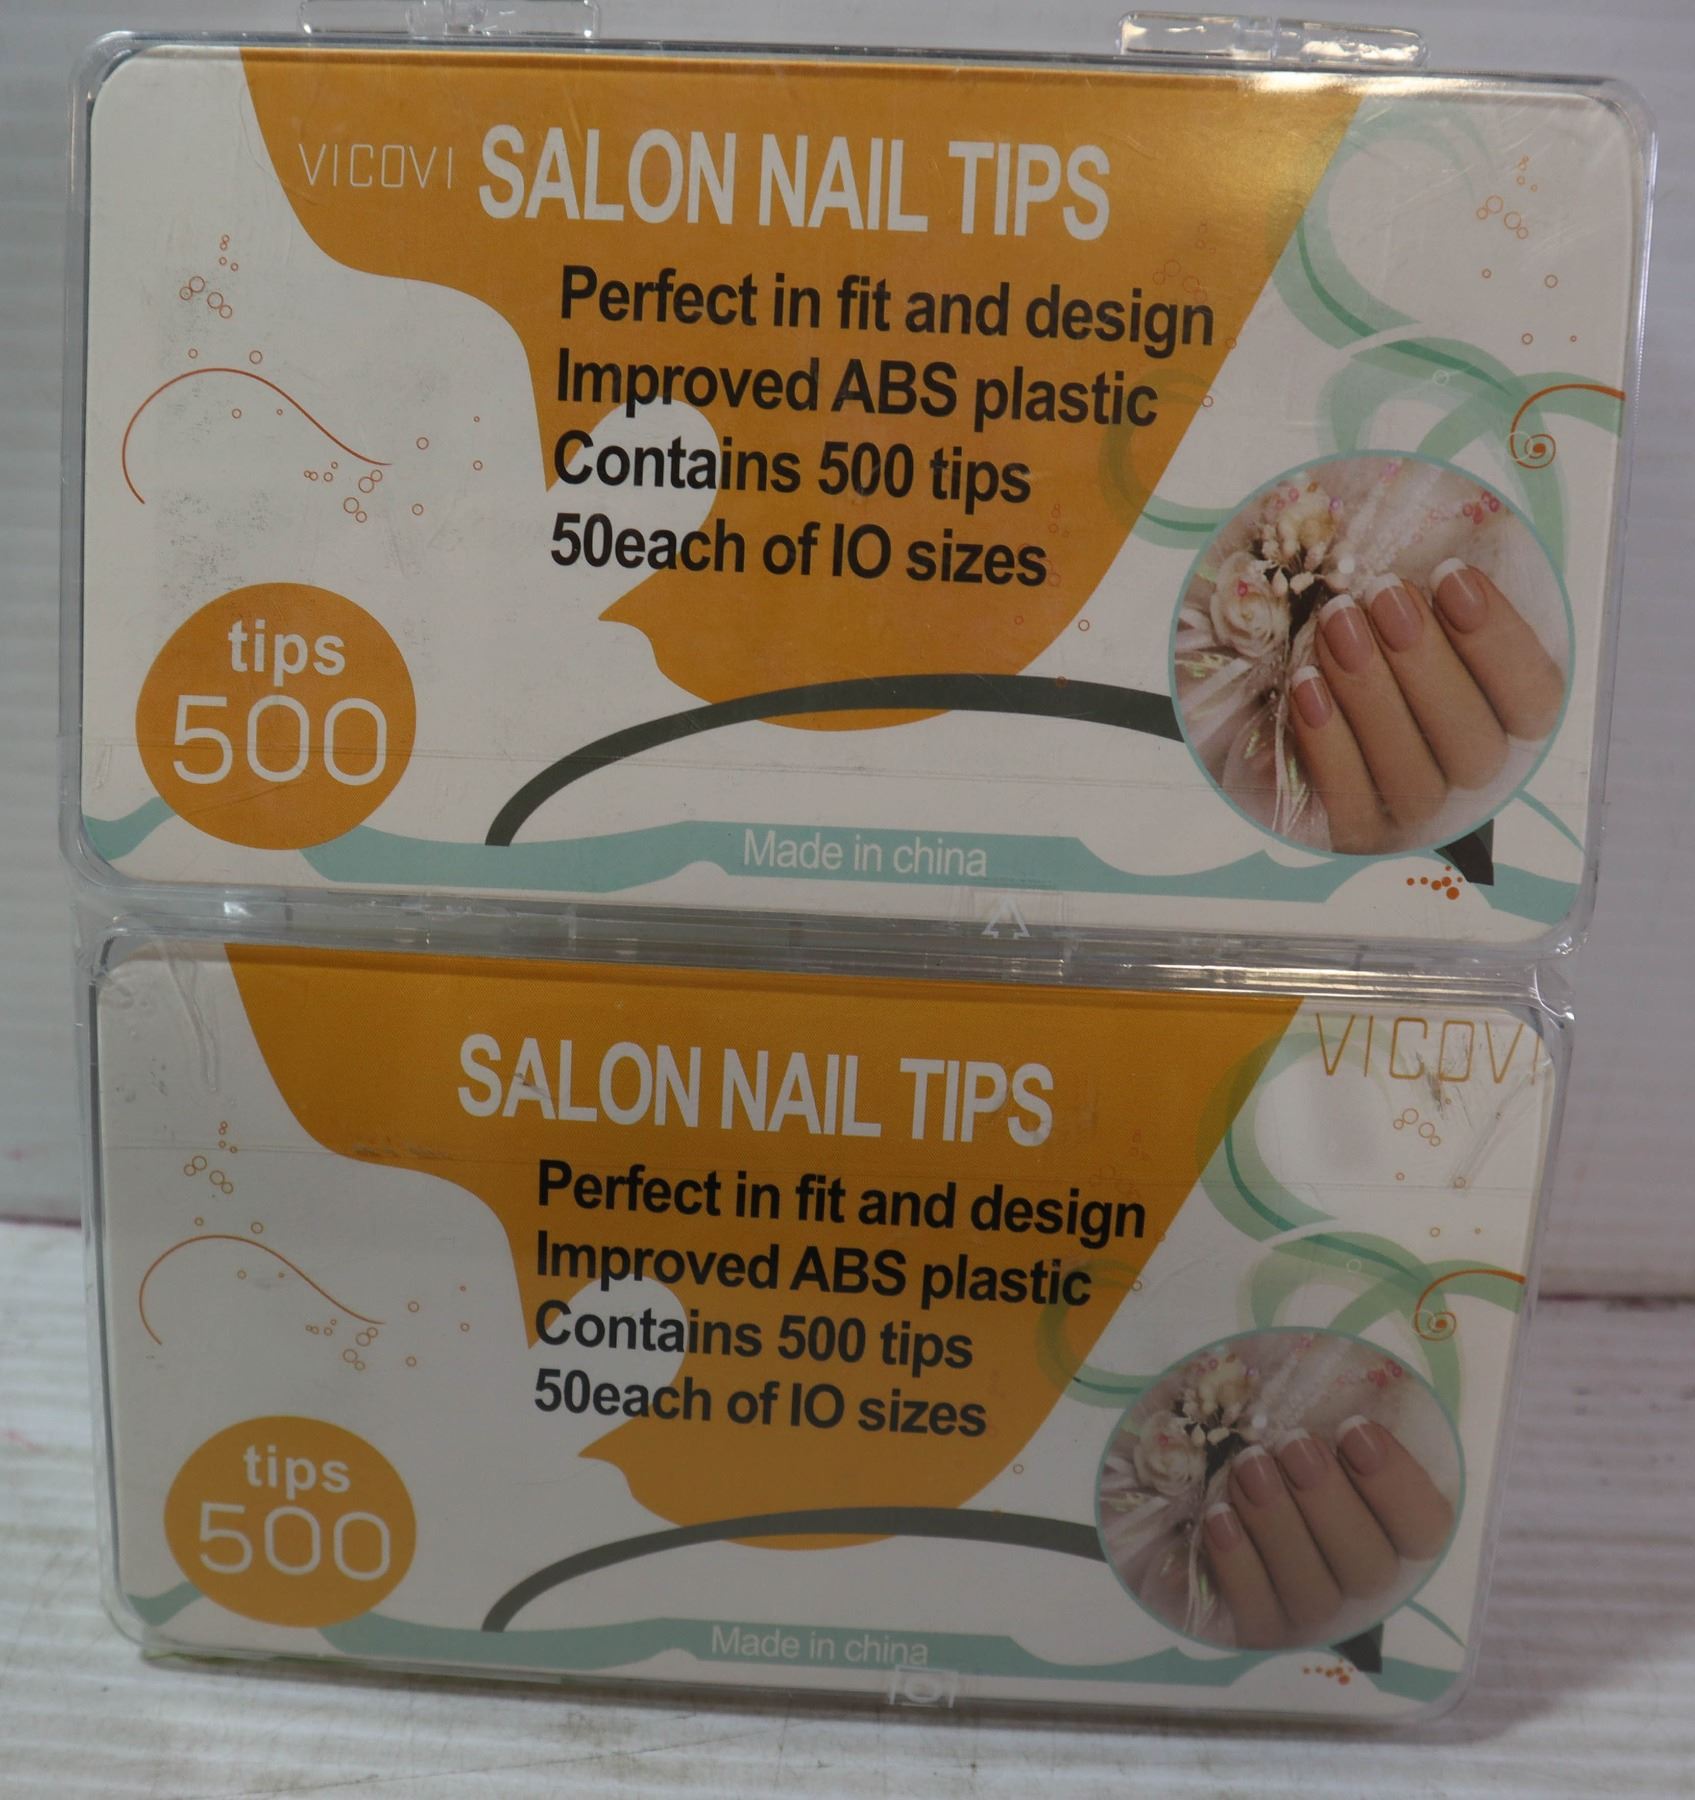 VICOVI SALON NAIL TIPS
Perfect in fit and design
Improved ABS plastic
Contains 500 tips
50each of IO sizes
tips
500
Made in china
VICOVI
SALON NAIL TIPS
Perfect in fit and design
Improved ABS plastic
Contains 500 tips
50each of IO sizes
tips
500
Made in china